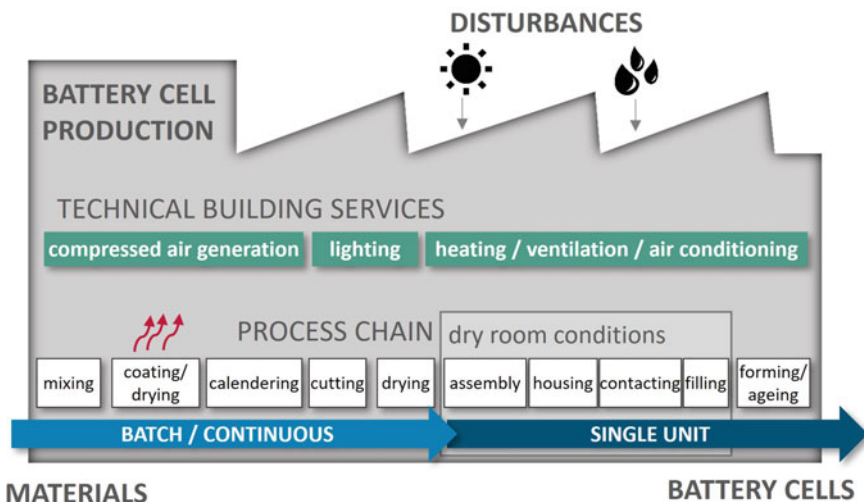 DISTURBANCES
BATTERY CELL
PRODUCTION
TECHNICAL BUILDING SERVICES
compressed air generation
lighting
heating / ventilation / air conditioning
PROCESS CHAIN
dry room conditions
mixing
coating/
drying
calendering
cutting
drying
assembly
housing
contacting
filling
forming/
ageing
BATCH / CONTINUOUS
SINGLE UNIT
MATERIALS
BATTERY CELLS